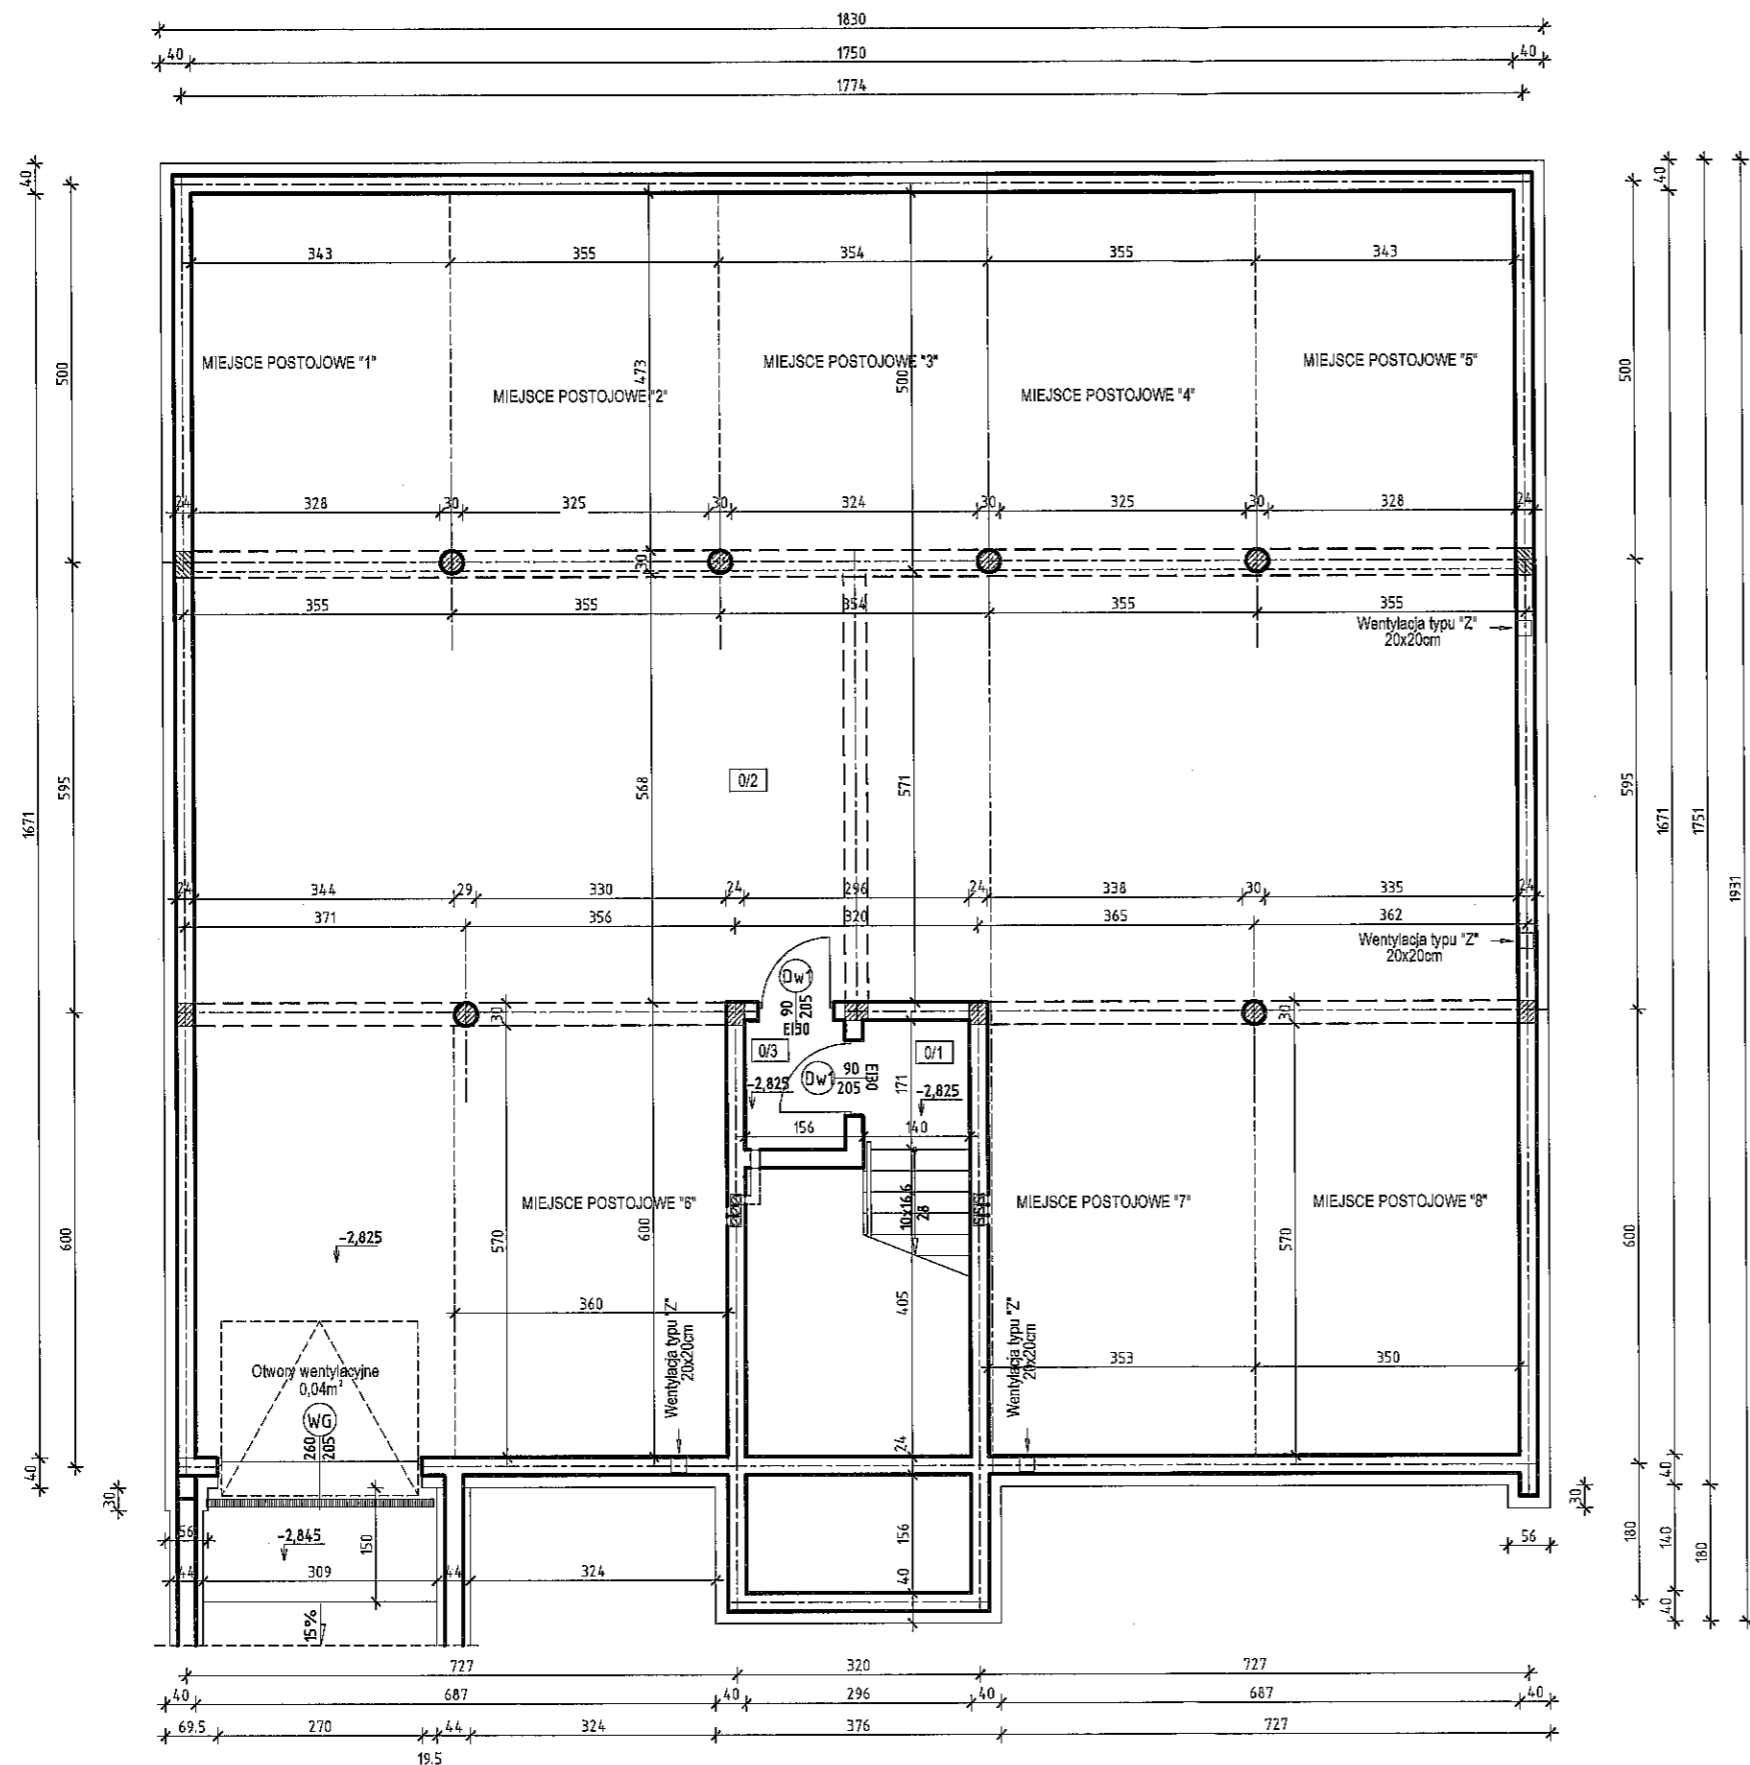 1830
40 1750 40
1774
40
40
343 355 354 355 343
MIEJSCE POSTOJOWE "1"
MIEJSCE POSTOJOWE "2"
MIEJSCE POSTOJOWE "3"
MIEJSCE POSTOJOWE "4"
MIEJSCE POSTOJOWE "5"
500
473
500
500
24 328 30 325 30 324 30 325 30 328 24
30
355 355 354 355 355
Wentylacja typu "Z"
20x20cm
595
1671
568
0/2
571
595
1671
1751
1931
24 344 29 330 24 296 24 338 30 335 24
371 356 320 365 362
Wentylacja typu "Z"
20x20cm
Dw1
90
205
EI30
30
30
0/3
0/1
Dw1
90
205
EI30
-2,825
-2,825
171
156 140
MIEJSCE POSTOJOWE "6"
MIEJSCE POSTOJOWE "7"
MIEJSCE POSTOJOWE "8"
10x16,6
28
600
-2,825
570
600
570
600
360
405
Wentylacja typu "Z"
20x20cm
Wentylacja typu "Z"
20x20cm
353 350
Otwory wentylacyjne
0,04m²
WG
260
205
24
40
30
40
30
56
-2,845
150
156
180
140
180
56
44 309 44 324
40
40
15%
727 320 727
40 687 40 296 40 687 40
69.5 270 44 324 376 727
19.5